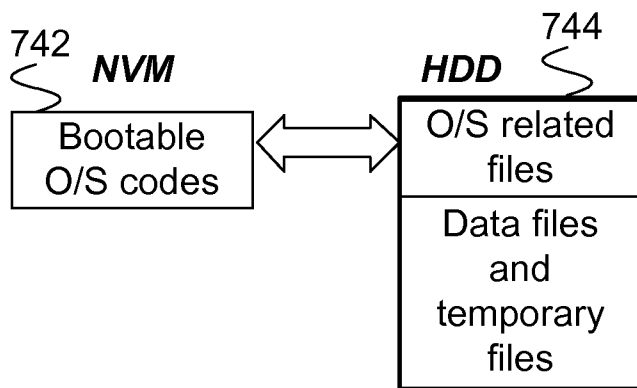 742
NVM
Bootable
O/S codes
744
HDD
O/S related
files
Data files
and
temporary
files